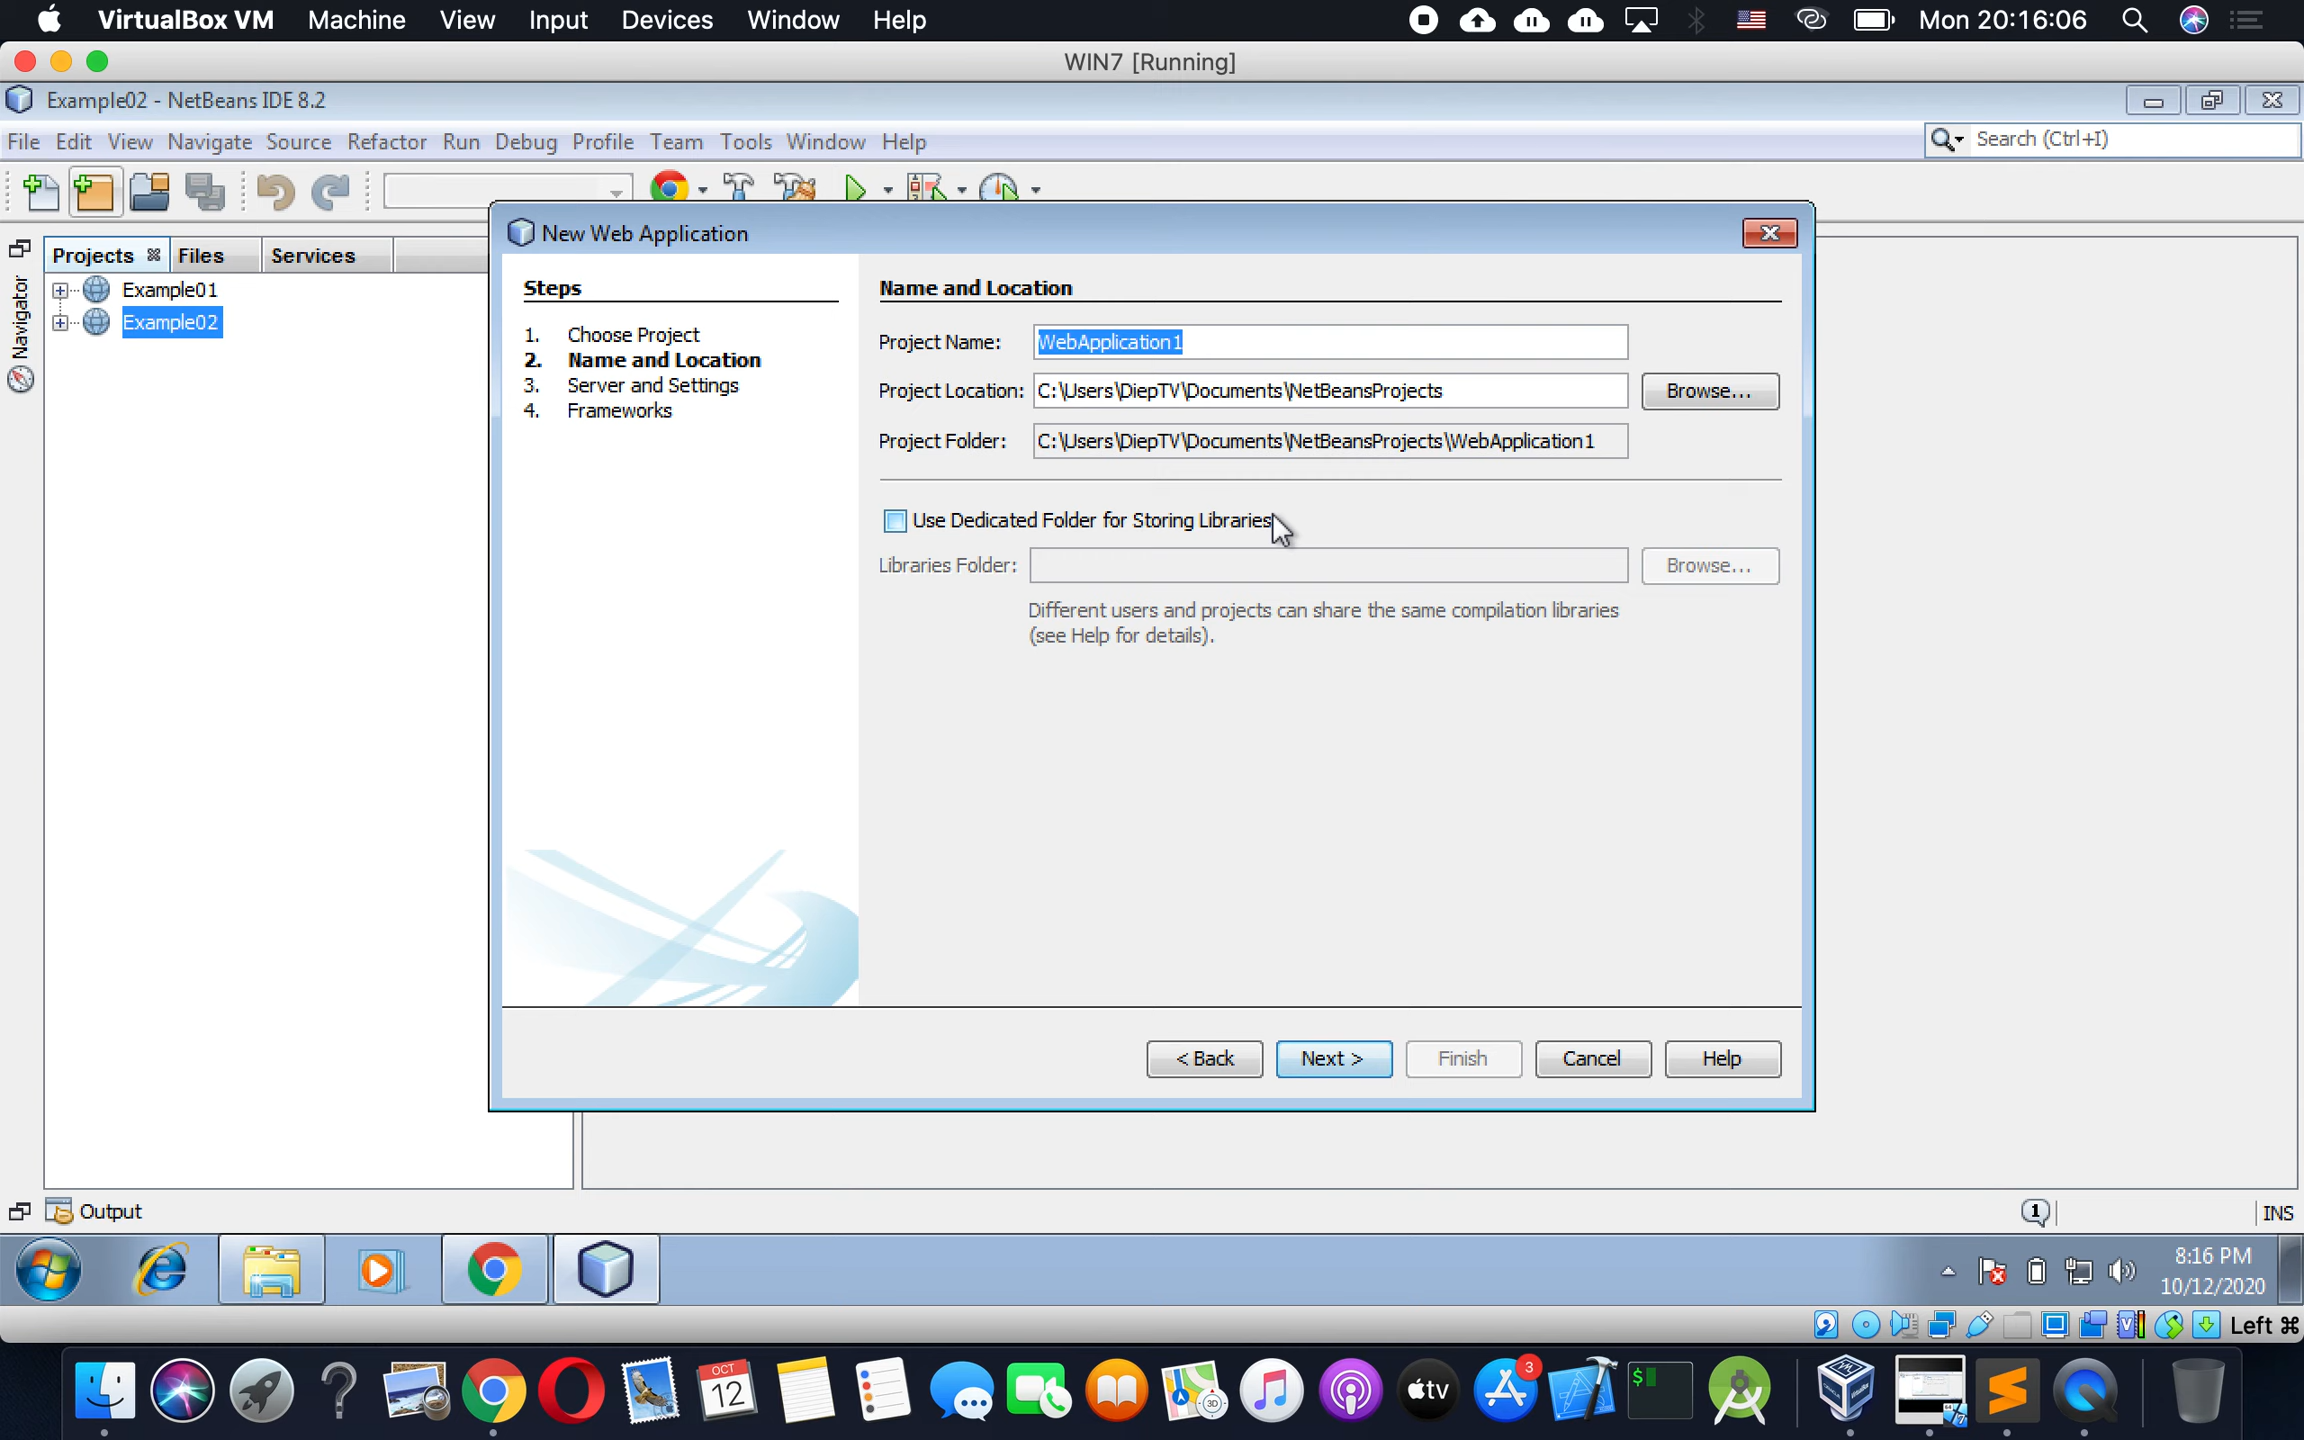 VirtualBox VM Machine View Input Devices Window Help Mon 20:16:06
WIN7 [Running]
Example02 - NetBeans IDE 8.2
File Edit View Navigate Source Refactor Run Debug Profile Team Tools Window Help Search (Ctrl+I)
New Web Application
Projects Files Services
Navigator
Example01
Example02
Steps
1. Choose Project
2. Name and Location
3. Server and Settings
4. Frameworks
Name and Location
Project Name: WebApplication1
Project Location: C:\Users\DiepTV\Documents\NetBeansProjects Browse...
Project Folder: C:\Users\DiepTV\Documents\NetBeansProjects\WebApplication1
Use Dedicated Folder for Storing Libraries
Libraries Folder: Browse...
Different users and projects can share the same compilation libraries
(see Help for details).
< Back Next > Finish Cancel Help
Output 1 INS
8:16 PM
10/12/2020
Left ⌘
OCT
12
3D
tv
3
$